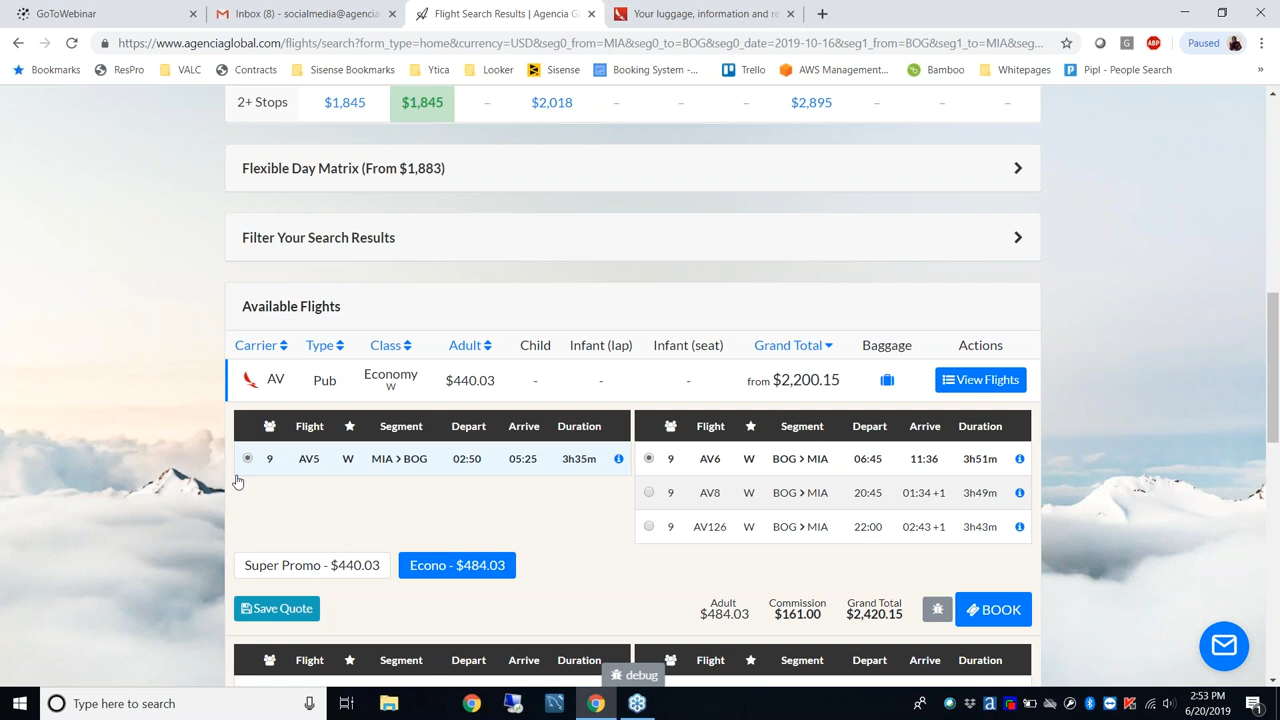 GoToWebinar
Inbox (8) - socialmedia@agencia
Flight Search Results | Agencia Gl
Your luggage, information and re
https://www.agenciaglobal.com/flights/search?form_type=home&currency=USD&seg0_from=MIA&seg0_to=BOG&seg0_date=2019-10-16&seg1_from=BOG&seg1_to=MIA&seg...
G
ABP
Paused
Bookmarks
ResPro
VALC
Contracts
Sisense Bookmarks
Ytica
Looker
Sisense
Booking System -...
Trello
AWS Management...
Bamboo
Whitepages
Pipl - People Search
»
2+ Stops $1,845 $1,845 – $2,018 – – – $2,895 – – –
Flexible Day Matrix (From $1,883)
Filter Your Search Results
Available Flights
Carrier Type Class Adult Child Infant (lap) Infant (seat) Grand Total Baggage Actions
AV Pub Economy $440.03 - - - from $2,200.15 View Flights
W
Flight Segment Depart Arrive Duration Flight Segment Depart Arrive Duration
9 AV5 W MIA > BOG 02:50 05:25 3h35m 9 AV6 W BOG > MIA 06:45 11:36 3h51m
9 AV8 W BOG > MIA 20:45 01:34 +1 3h49m
9 AV126 W BOG > MIA 22:00 02:43 +1 3h43m
Super Promo - $440.03 Econo - $484.03
Save Quote
Adult Commission Grand Total
$484.03 $161.00 $2,420.15
BOOK
Flight Segment Depart Arrive Duration Flight Segment Depart Arrive Duration
debug
Type here to search
2:53 PM
6/20/2019